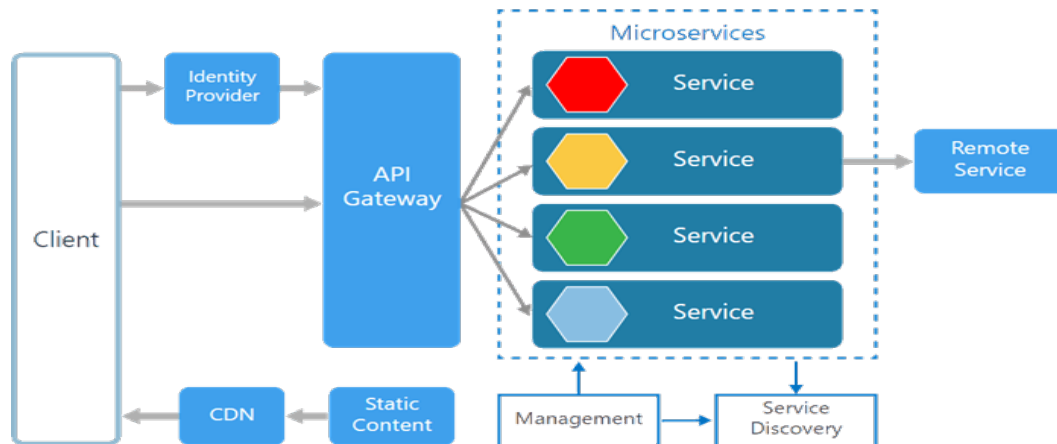 Microservices
Identity
Provider
Service
API
Gateway
Service
Remote
Service
Client
Service
Service
CDN
Static
Content
Management
Service
Discovery